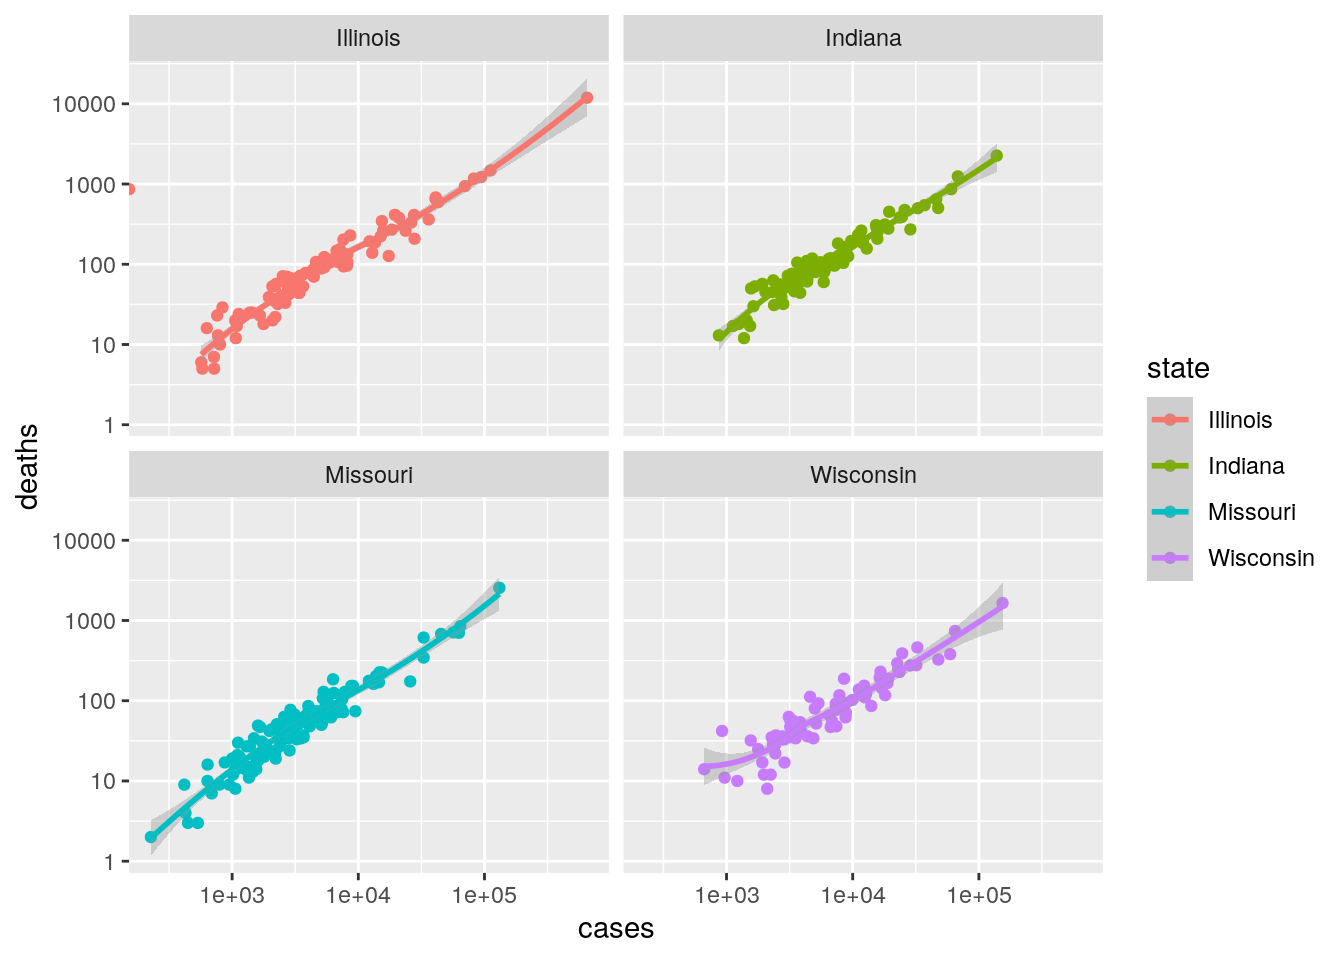 Illinois
Indiana
10000
1000
100
10
1
deaths
Missouri
Wisconsin
10000
1000
100
10
1
1e+03
1e+04
1e+05
1e+03
1e+04
1e+05
cases
state
Illinois
Indiana
Missouri
Wisconsin